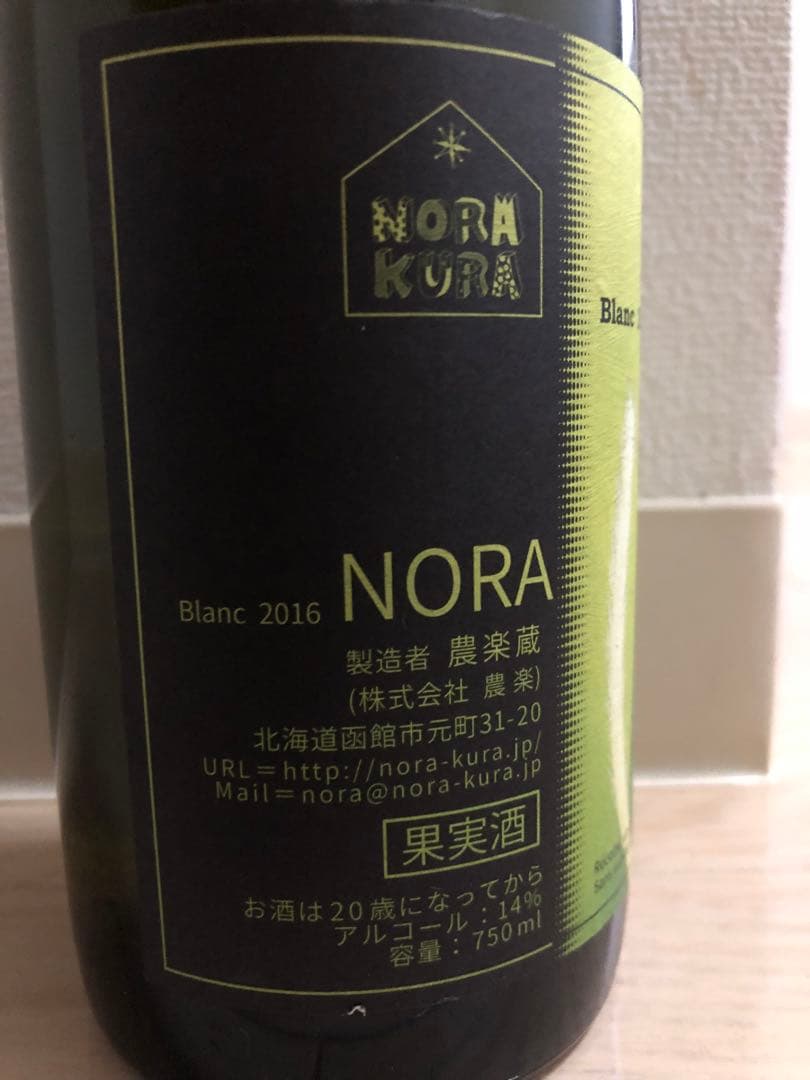 NORA
KURA
Blanc
Blanc 2016 NORA
製造者 農楽蔵
(株式会社 農楽)
北海道函館市元町31-20
URL=http://nora-kura.jp/
Mail=nora@nora-kura.jp
果実酒
お酒は20歳になってから
アルコール:14%
容量:750ml